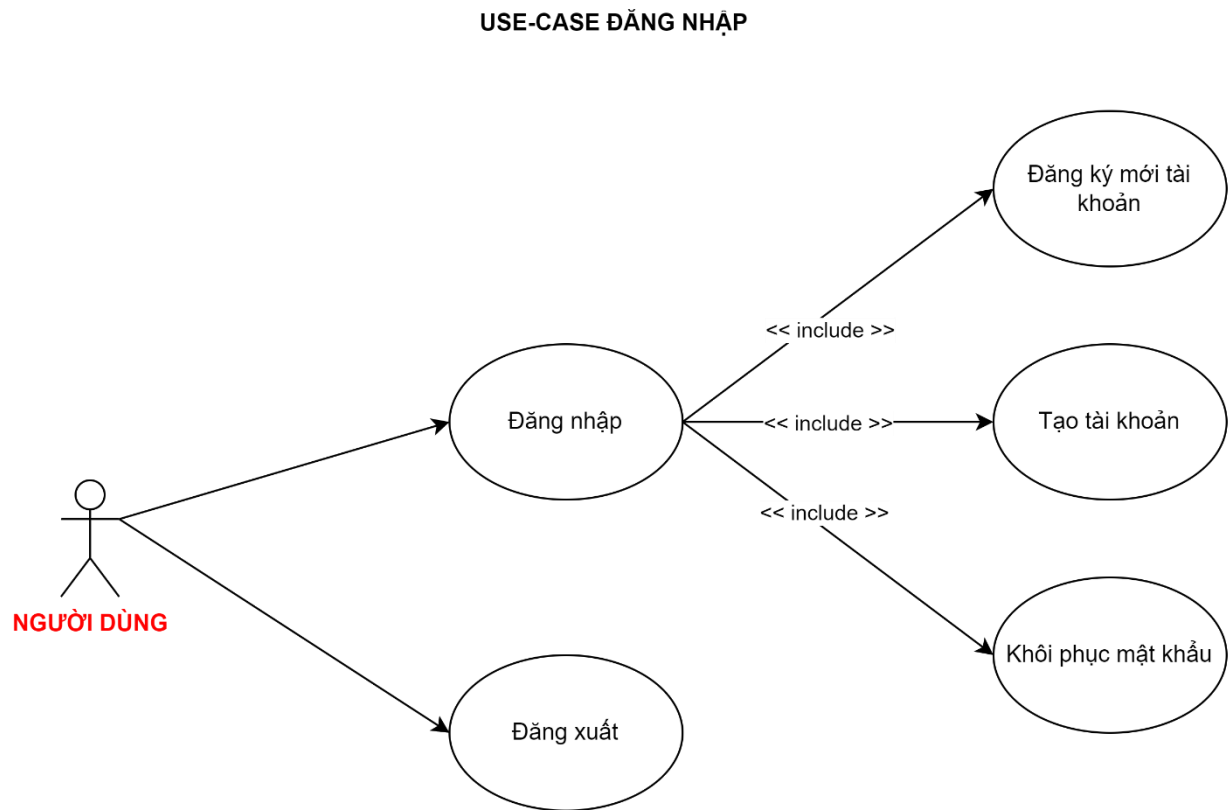 USE-CASE ĐĂNG NHẬP
Đăng ký mới tài
khoản
<< include >>
Đăng nhập
<< include >>
Tạo tài khoản
<< include >>
NGƯỜI DÙNG
Khôi phục mật khẩu
Đăng xuất